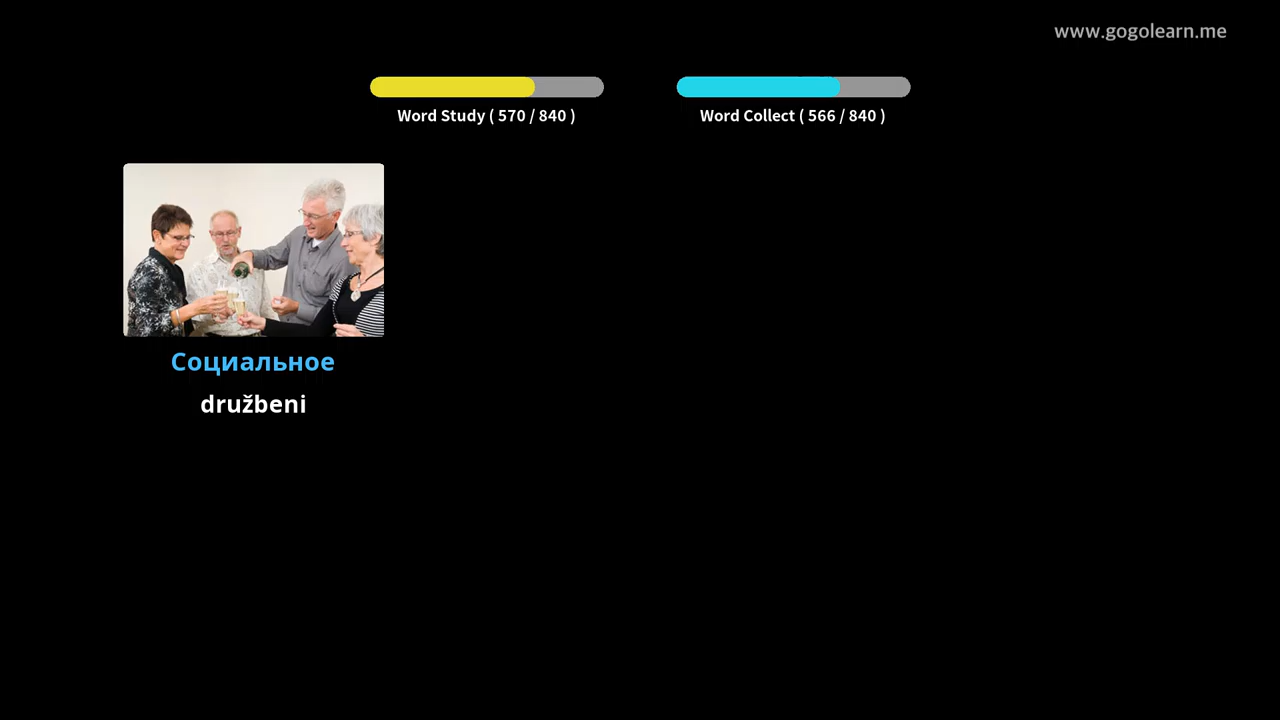 www.gogolearn.me
Word Study ( 570 / 840 )
Word Collect ( 566 / 840 )
Социальное
družbeni